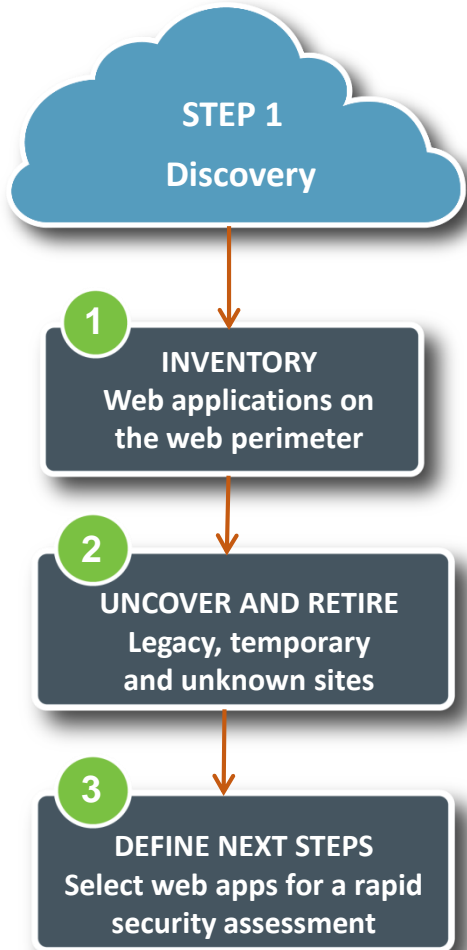 STEP 1
Discovery
1
INVENTORY
Web applications on
the web perimeter
2
UNCOVER AND RETIRE
Legacy, temporary
and unknown sites
3
DEFINE NEXT STEPS
Select web apps for a rapid
security assessment